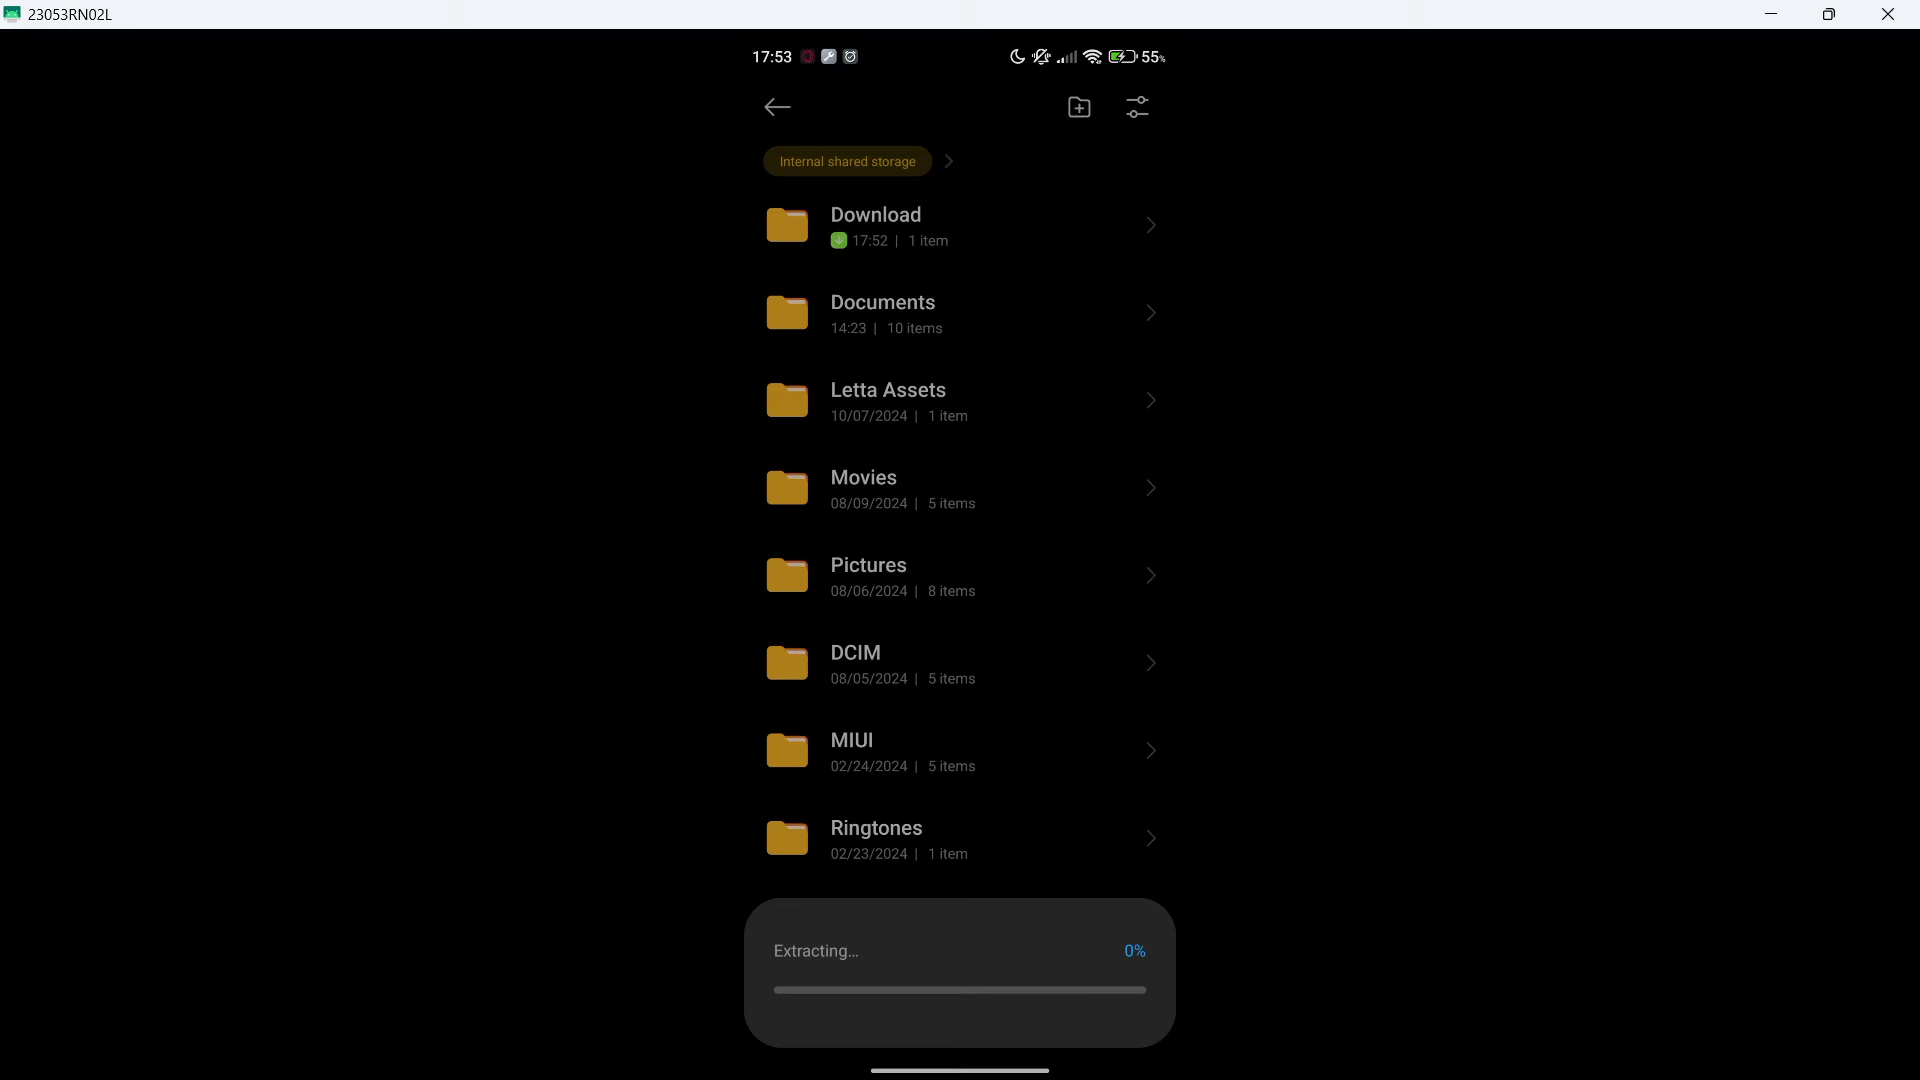 23053RN02L
17:53
55%
Internal shared storage
Download
17:52 | 1 item
Documents
14:23 | 10 items
Letta Assets
10/07/2024 | 1 item
Movies
08/09/2024 | 5 items
Pictures
08/06/2024 | 8 items
DCIM
08/05/2024 | 5 items
MIUI
02/24/2024 | 5 items
Ringtones
02/23/2024 | 1 item
Extracting...
0%